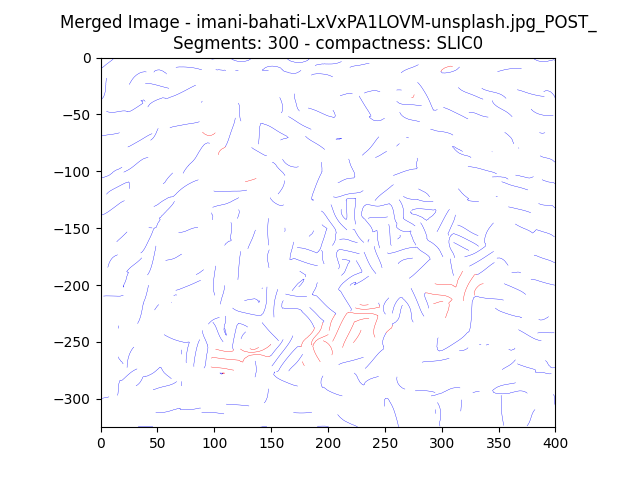 Merged Image - imani-bahati-LxVxPA1LOVM-unsplash.jpg_POST_
Segments: 300 - compactness: SLIC0
0
−50
−100
−150
−200
−250
−300
0 50 100 150 200 250 300 350 400